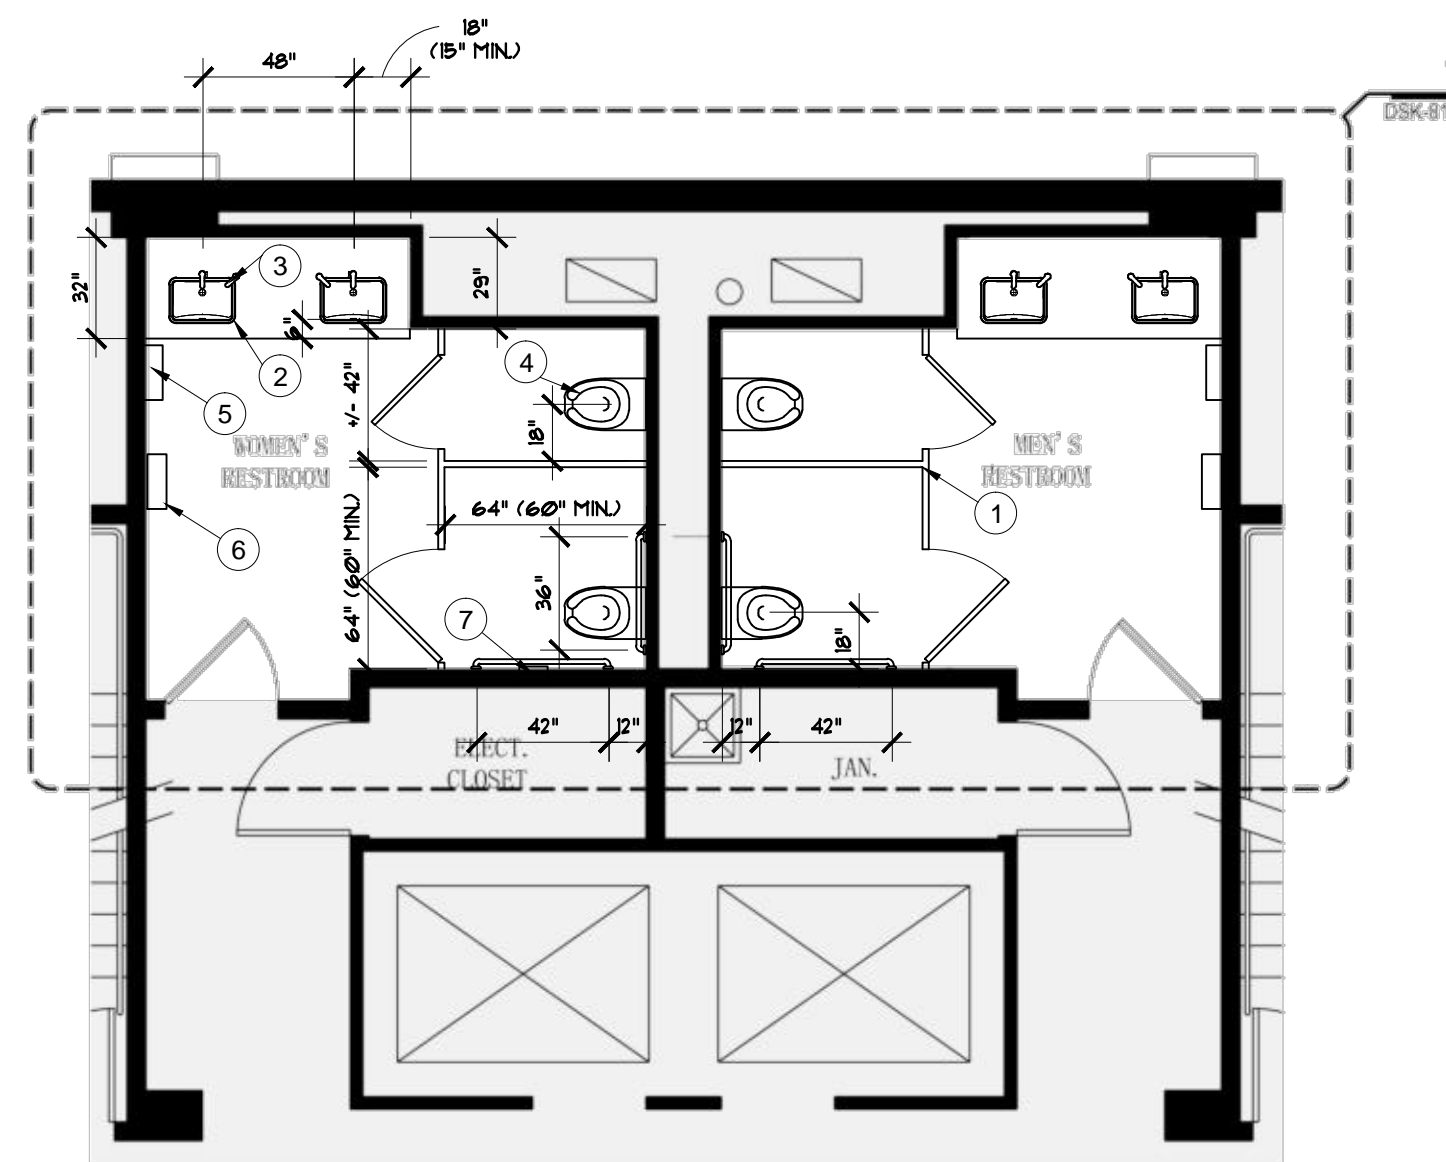 18"
(15" MIN.)
48"
DSK-81
32"
3
29"
6"
2
4
5
+/- 42"
18"
WOMEN'S
RESTROOM
MEN'S
RESTROOM
64" (60" MIN.)
1
6
64" (60" MIN.)
36"
7
18"
42"
12"
12"
42"
ELECT.
CLOSET
JAN.